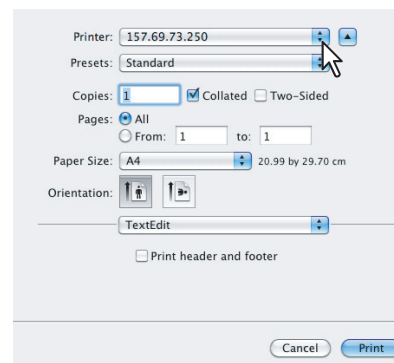 Printer: 157.69.73.250
Presets: Standard
Copies: 1 Collated Two-Sided
Pages: All
From: 1 to: 1
Paper Size: A4 20.99 by 29.70 cm
Orientation:
TextEdit
Print header and footer
Cancel Print